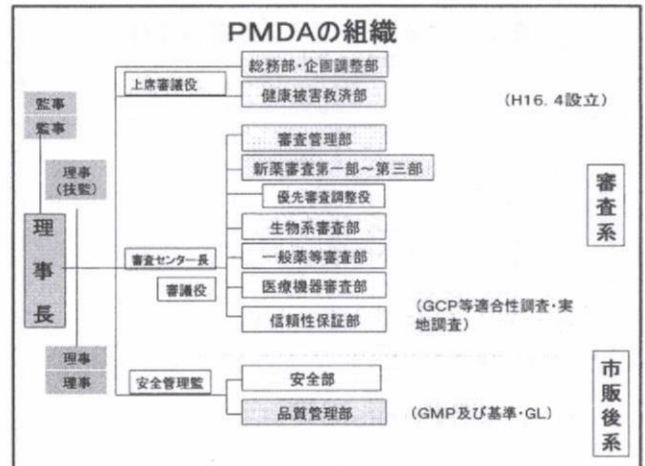 PMDAの組織
総務部・企画調整部
上席審議役
健康被害救済部
(H16. 4設立)
監事
監事
審査管理部
理事
(技監)
新薬審査第一部～第三部
優先審査調整役
審査系
生物系審査部
理事長
審査センター長
一般薬等審査部
審議役
医療機器審査部
信頼性保証部
(GCP等適合性調査・実
地調査)
理事
理事
安全管理監
安全部
品質管理部
(GMP及び基準・GL)
市販後系